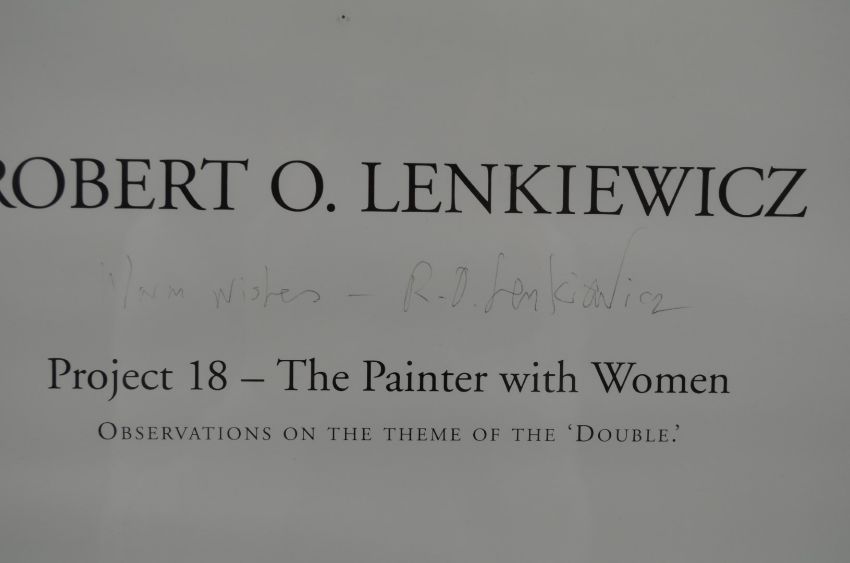 ROBERT O. LENKIEWICZ
Warm wishes – R.O. Lenkiewicz
Project 18 – The Painter with Women
OBSERVATIONS ON THE THEME OF THE ‘DOUBLE.’